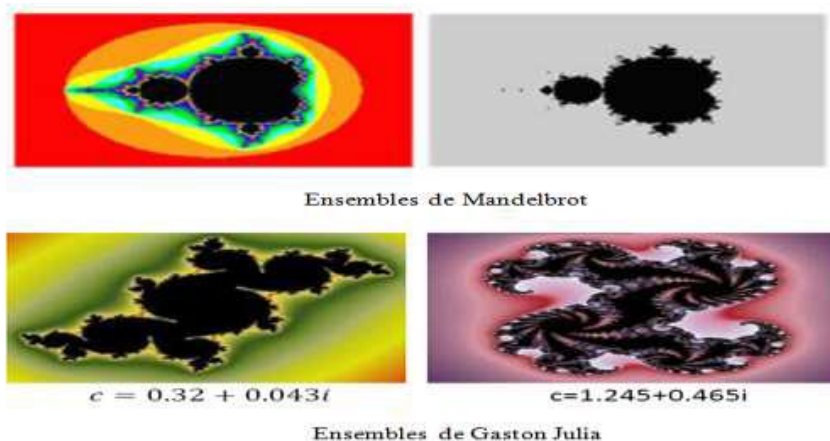 Ensembles de Mandelbrot
c = 0.32 + 0.043i
c=1.245+0.465i
Ensembles de Gaston Julia